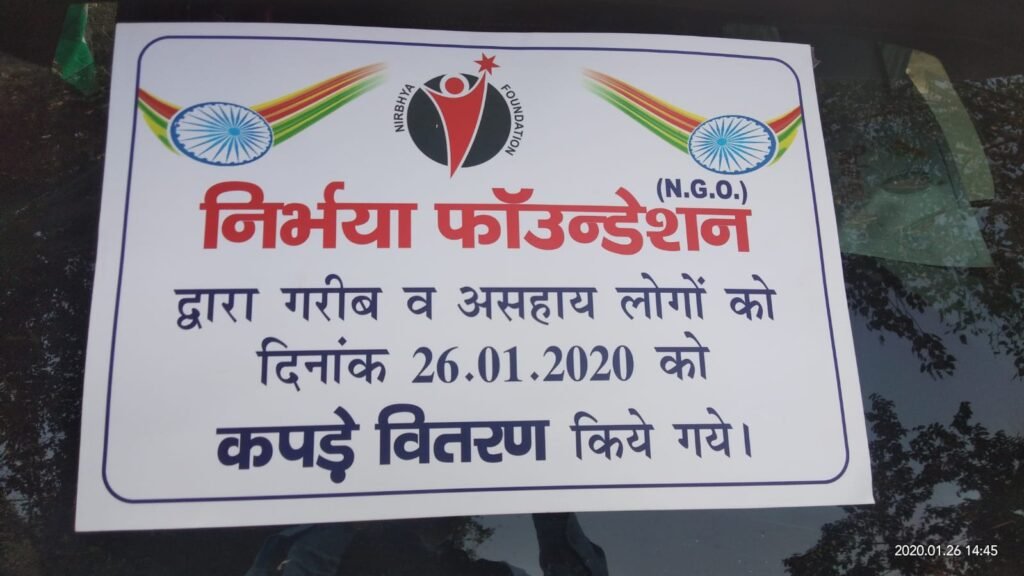 NIRBHYA FOUNDATION
(N.G.O.)
निर्भया फॉउन्डेशन
द्वारा गरीब व असहाय लोगों को
दिनांक 26.01.2020 को
कपड़े वितरण किये गये।
2020.01.26 14:45